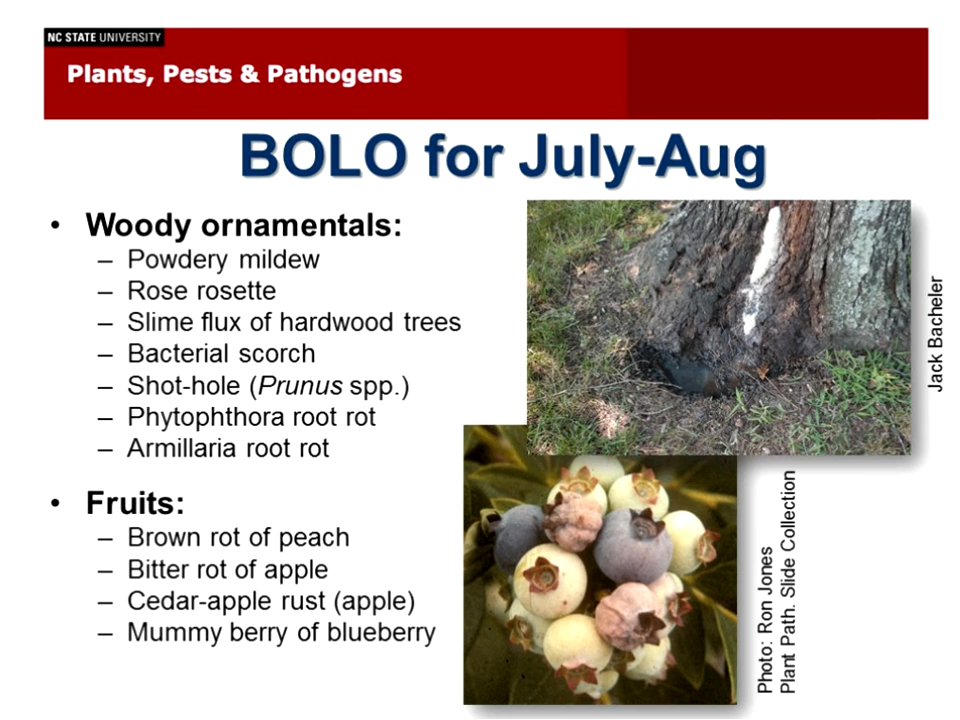 NC STATE UNIVERSITY
Plants, Pests & Pathogens
BOLO for July-Aug
• Woody ornamentals:
– Powdery mildew
– Rose rosette
– Slime flux of hardwood trees
– Bacterial scorch
– Shot-hole (Prunus spp.)
– Phytophthora root rot
– Armillaria root rot
• Fruits:
– Brown rot of peach
– Bitter rot of apple
– Cedar-apple rust (apple)
– Mummy berry of blueberry
Jack Bacheler
Photo: Ron Jones
Plant Path. Slide Collection